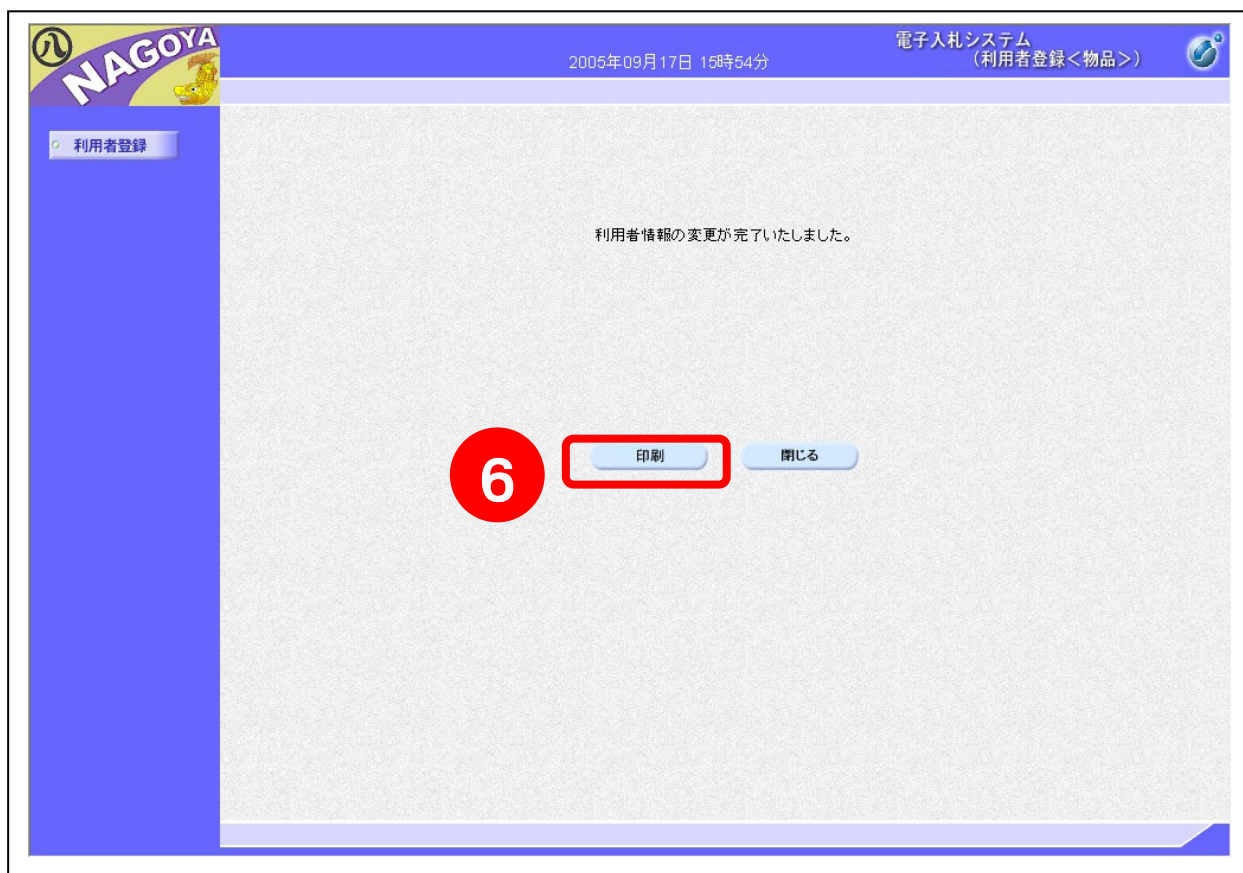 八
NAGOYA
2005年09月17日 15時54分
電子入札システム
(利用者登録<物品>)
利用者登録
利用者情報の変更が完了いたしました。
6
印刷
閉じる